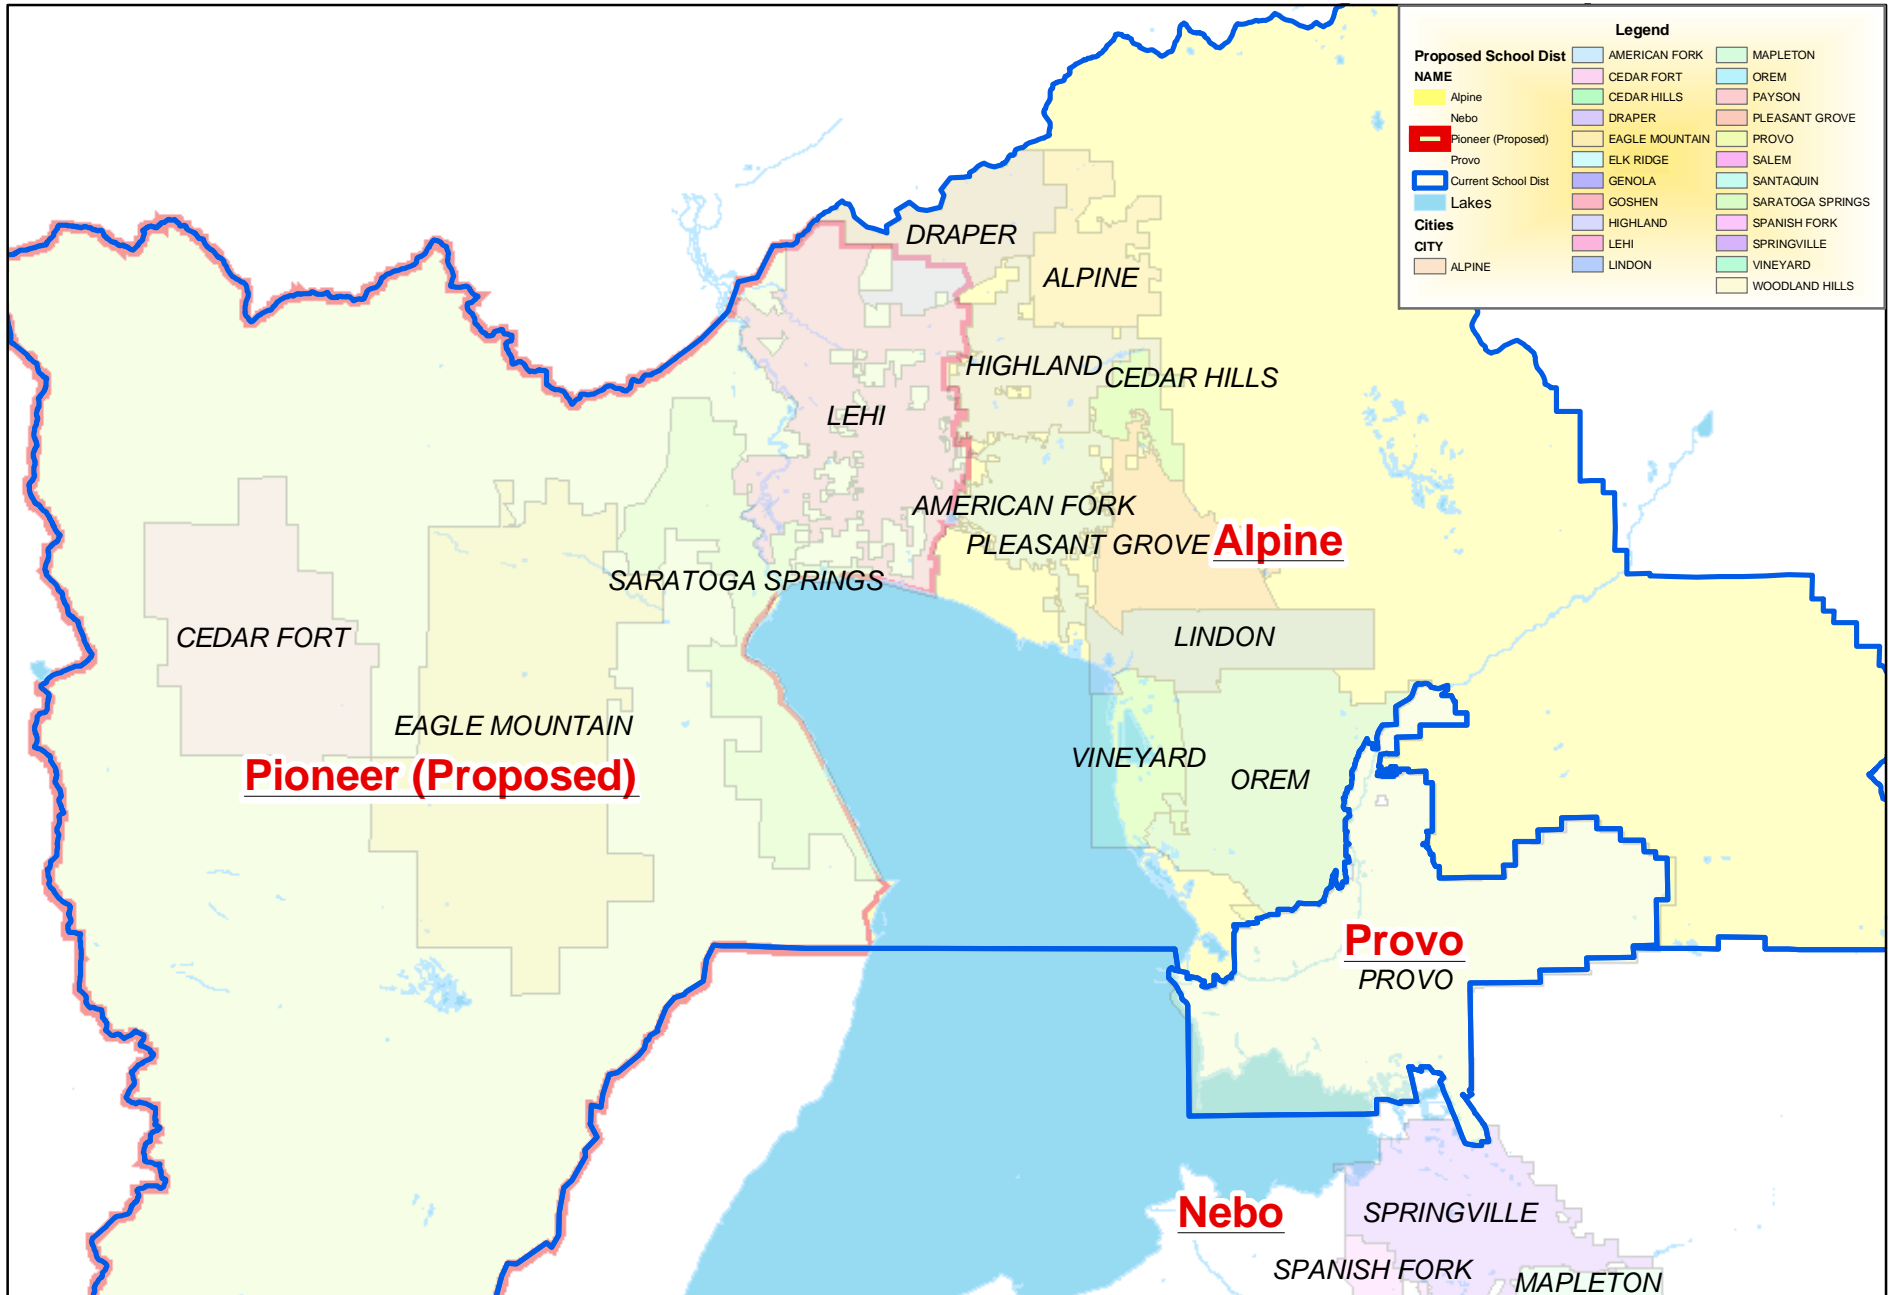 Legend
Proposed School Dist
NAME
Alpine
Nebo
Pioneer (Proposed)
Provo
Current School Dist
Lakes
Cities
CITY
ALPINE
AMERICAN FORK
CEDAR FORT
CEDAR HILLS
DRAPER
EAGLE MOUNTAIN
ELK RIDGE
GENOLA
GOSHEN
HIGHLAND
LEHI
LINDON
MAPLETON
OREM
PAYSON
PLEASANT GROVE
PROVO
SALEM
SANTAQUIN
SARATOGA SPRINGS
SPANISH FORK
SPRINGVILLE
VINEYARD
WOODLAND HILLS
DRAPER
ALPINE
HIGHLAND
CEDAR HILLS
LEHI
AMERICAN FORK
PLEASANT GROVE
Alpine
SARATOGA SPRINGS
CEDAR FORT
LINDON
EAGLE MOUNTAIN
Pioneer (Proposed)
VINEYARD
OREM
Provo
PROVO
Nebo
SPRINGVILLE
SPANISH FORK
MAPLETON